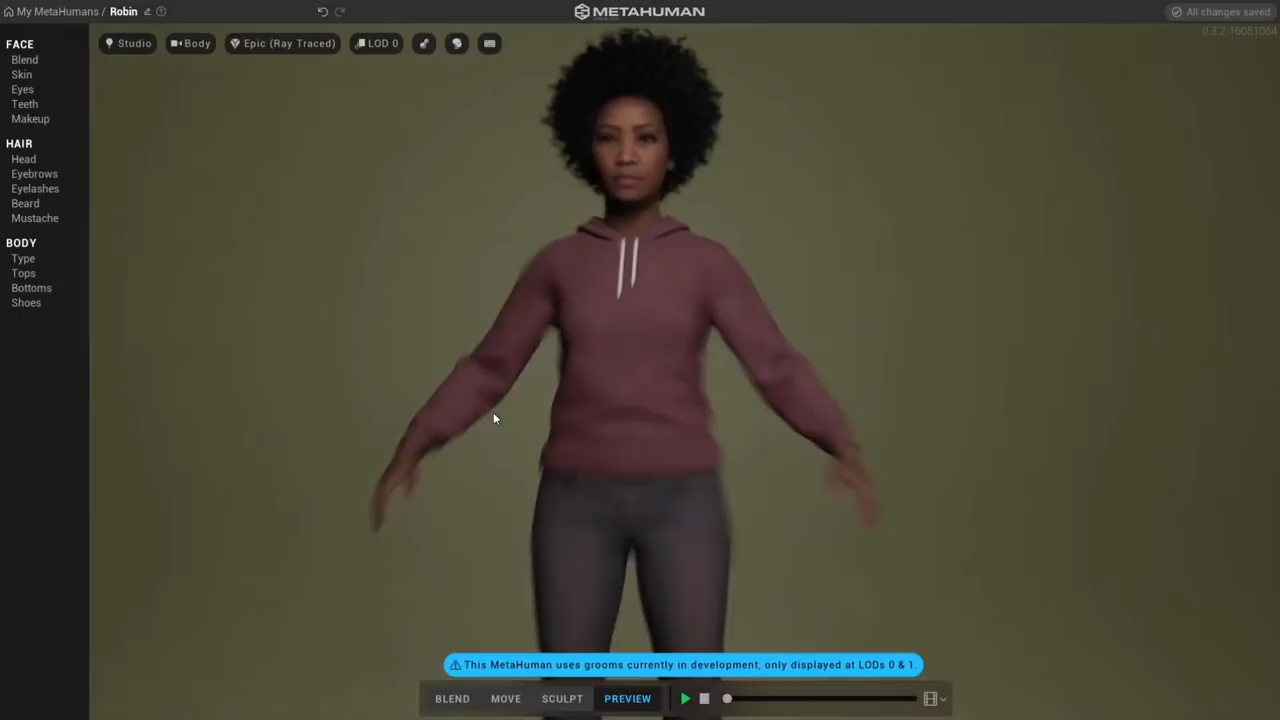 My MetaHumans / Robin
METAHUMAN
All changes saved
0.3.2-16051064
FACE
Blend
Skin
Eyes
Teeth
Makeup
HAIR
Head
Eyebrows
Eyelashes
Beard
Mustache
BODY
Type
Tops
Bottoms
Shoes
Studio
Body
Epic (Ray Traced)
LOD 0
This MetaHuman uses grooms currently in development, only displayed at LODs 0 & 1.
BLEND MOVE SCULPT PREVIEW